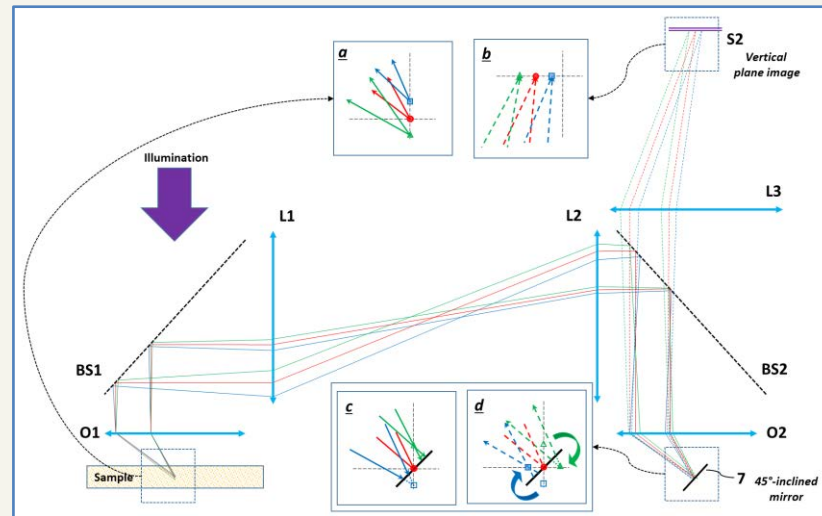 a
b
S2
Vertical
plane image
Illumination
L1
L2
L3
BS1
BS2
O1
O2
c
d
Sample
7
45°-inclined
mirror